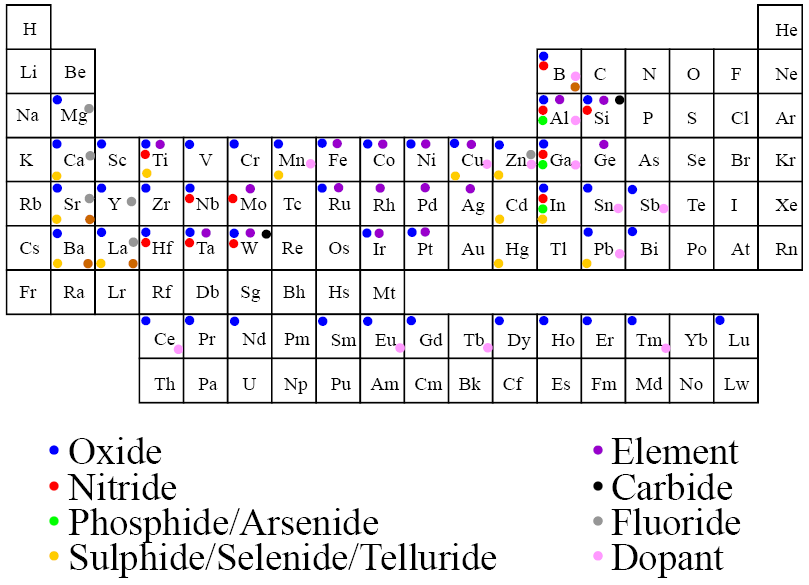 H He
Li Be B C N O F Ne
Na Mg Al Si P S Cl Ar
K Ca Sc Ti V Cr Mn Fe Co Ni Cu Zn Ga Ge As Se Br Kr
Rb Sr Y Zr Nb Mo Tc Ru Rh Pd Ag Cd In Sn Sb Te I Xe
Cs Ba La Hf Ta W Re Os Ir Pt Au Hg Tl Pb Bi Po At Rn
Fr Ra Lr Rf Db Sg Bh Hs Mt
Ce Pr Nd Pm Sm Eu Gd Tb Dy Ho Er Tm Yb Lu
Th Pa U Np Pu Am Cm Bk Cf Es Fm Md No Lw
Oxide Element
Nitride Carbide
Phosphide/Arsenide Fluoride
Sulphide/Selenide/Telluride Dopant